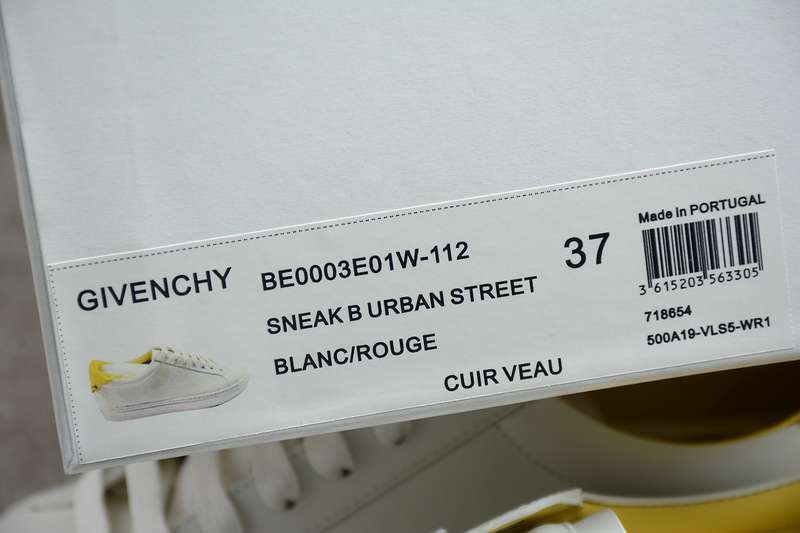 GIVENCHY
BE0003E01W-112
37
SNEAK B URBAN STREET
BLANC/ROUGE
CUIR VEAU
Made in PORTUGAL
3 615203 563305
718654
500A19-VLS5-WR1